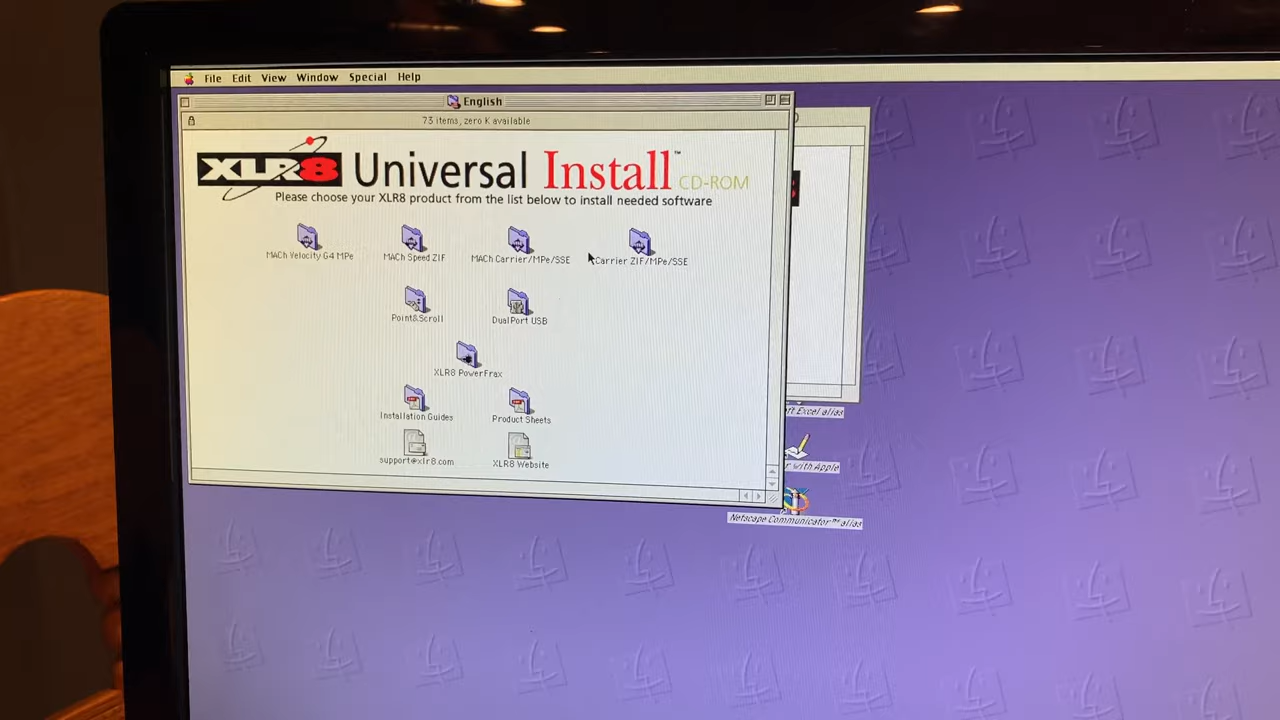 File Edit View Window Special Help
English
73 items, zero K available
XLR8 Universal Install™ CD-ROM
Please choose your XLR8 product from the list below to install needed software
MACh Velocity G4 MPe MACh Speed ZIF MACh Carrier/MPe/SSE Carrier ZIF/MPe/SSE
Point&Scroll DualPort USB
XLR8 PowerFrax
Installation Guides Product Sheets
support@xlr8.com XLR8 Website
Excel alias
with Apple
Netscape Communicator™ alias